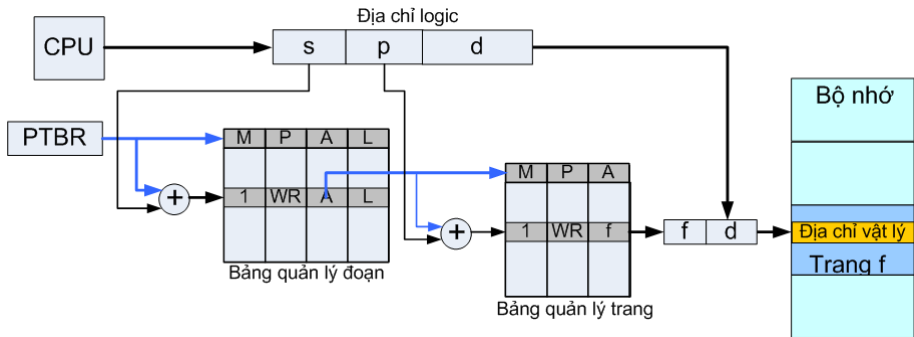 Địa chỉ logic
CPU
s p d
Bộ nhớ
PTBR
M P A L
M P A
1 WR A L
1 WR f
f d
Địa chỉ vật lý
Trang f
Bảng quản lý đoạn
Bảng quản lý trang